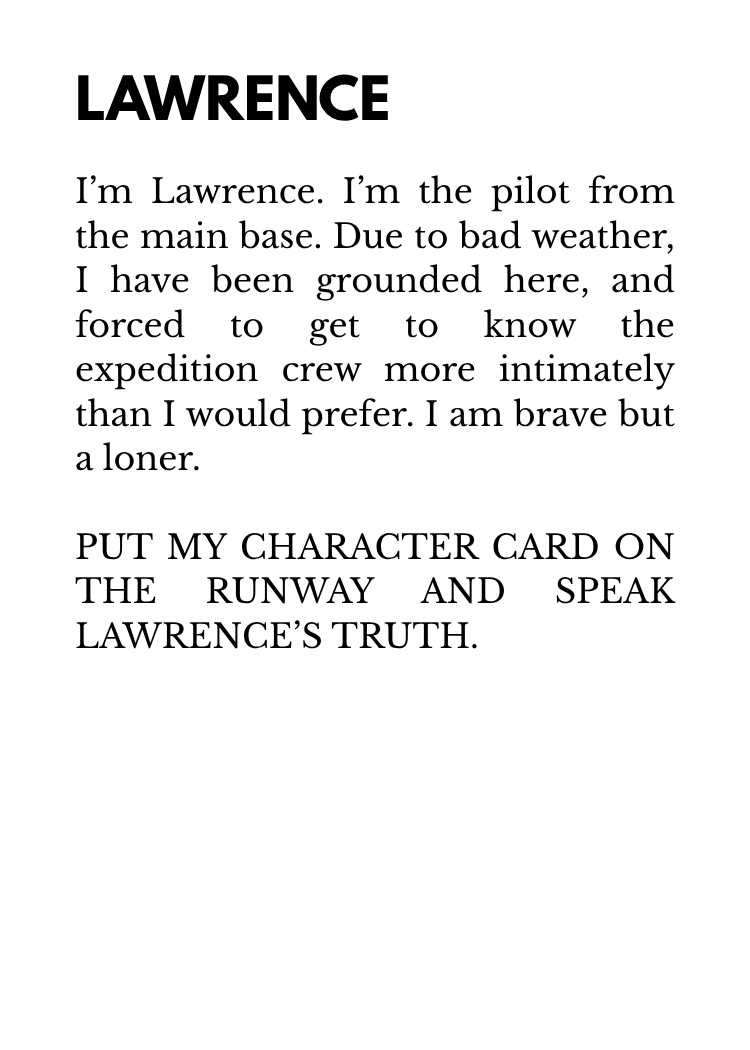 LAWRENCE
I’m Lawrence. I’m the pilot from
the main base. Due to bad weather,
I have been grounded here, and
forced to get to know the
expedition crew more intimately
than I would prefer. I am brave but
a loner.
PUT MY CHARACTER CARD ON
THE RUNWAY AND SPEAK
LAWRENCE’S TRUTH.